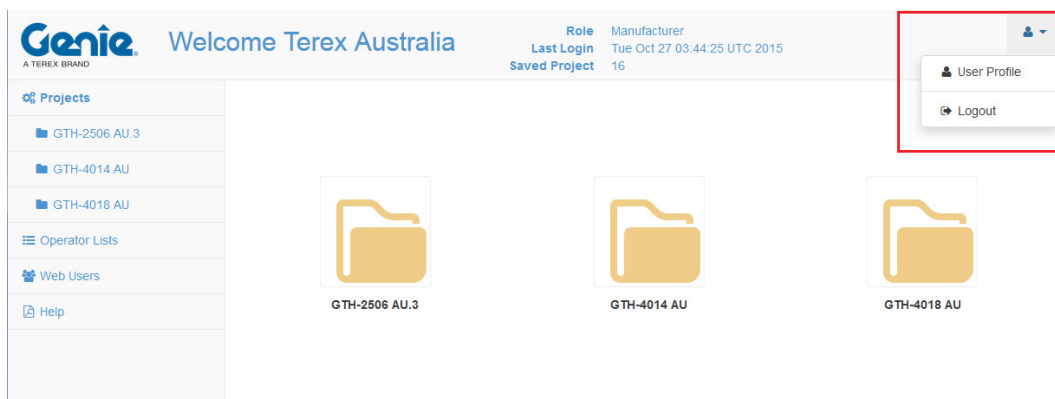 Genie.
A TEREX BRAND
Welcome Terex Australia
Role Manufacturer
Last Login Tue Oct 27 03:44:25 UTC 2015
Saved Project 16
User Profile
Logout
Projects
GTH-2506 AU.3
GTH-4014 AU
GTH-4018 AU
Operator Lists
Web Users
Help
GTH-2506 AU.3
GTH-4014 AU
GTH-4018 AU